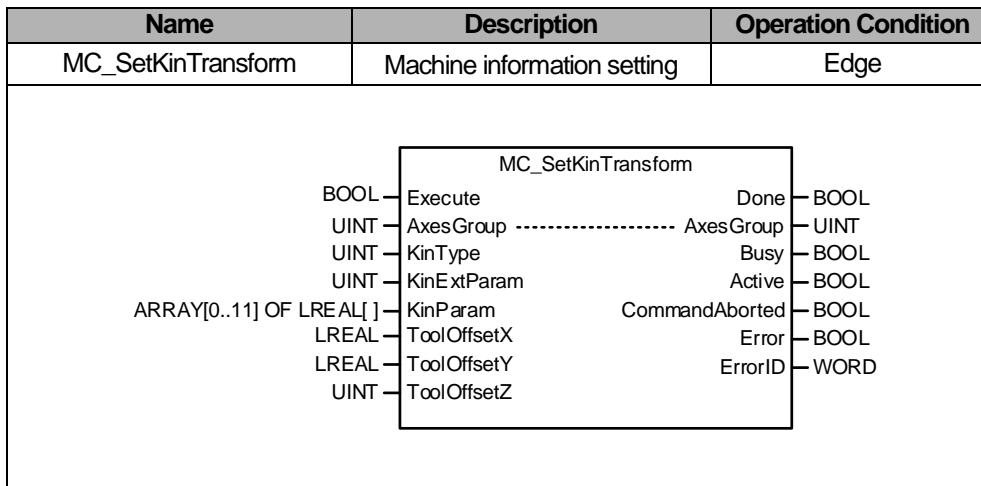 Name Description Operation Condition
MC_SetKinTransform Machine information setting Edge
MC_SetKinTransform
BOOL Execute Done BOOL
UINT AxesGroup AxesGroup UINT
UINT KinType Busy BOOL
UINT KinExtParam Active BOOL
ARRAY[0..11] OF LREAL[ ] KinParam CommandAborted BOOL
LREAL ToolOffsetX Error BOOL
LREAL ToolOffsetY ErrorID WORD
UINT ToolOffsetZ